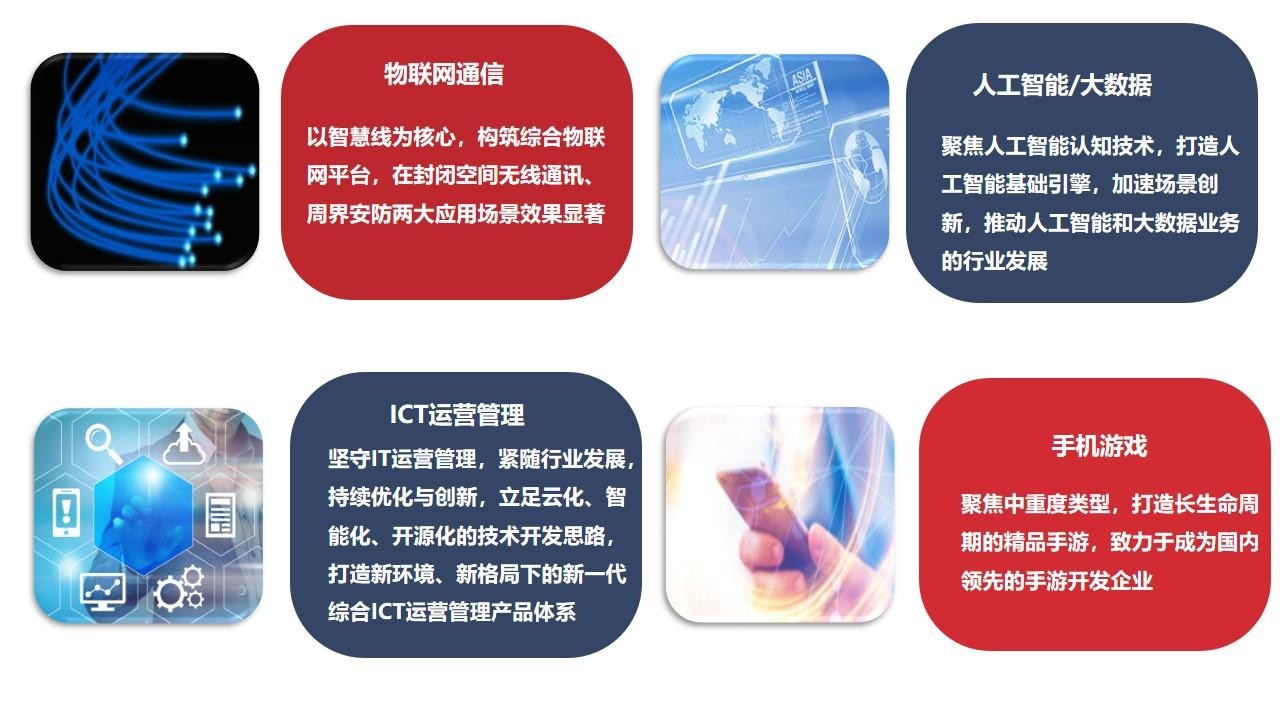 物联网通信
以智慧线为核心，构筑综合物联
网平台，在封闭空间无线通讯、
周界安防两大应用场景效果显著
ASIA
人工智能/大数据
聚焦人工智能认知技术，打造人
工智能基础引擎，加速场景创
新，推动人工智能和大数据业务
的行业发展
ICT运营管理
坚守IT运营管理，紧随行业发展，
持续优化与创新，立足云化、智
能化、开源化的技术开发思路，
打造新环境、新格局下的新一代
综合ICT运营管理产品体系
手机游戏
聚焦中重度类型，打造长生命周
期的精品手游，致力于成为国内
领先的手游开发企业